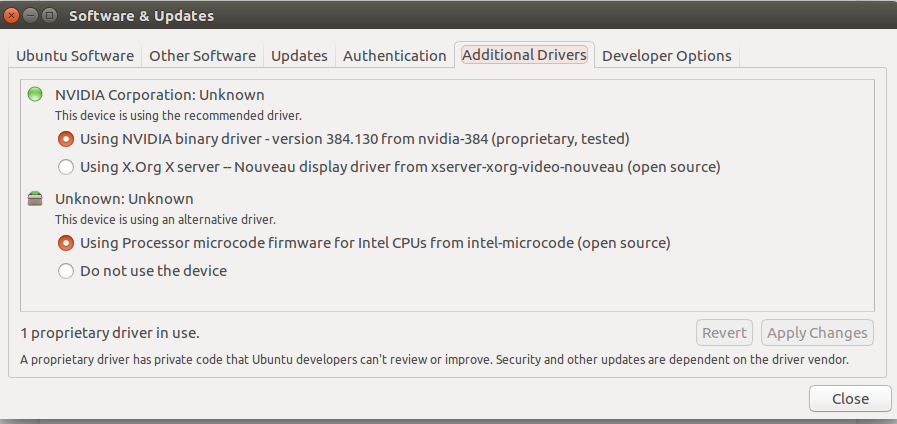 Software & Updates
Ubuntu Software Other Software Updates Authentication Additional Drivers Developer Options
NVIDIA Corporation: Unknown
This device is using the recommended driver.
Using NVIDIA binary driver - version 384.130 from nvidia-384 (proprietary, tested)
Using X.Org X server -- Nouveau display driver from xserver-xorg-video-nouveau (open source)
Unknown: Unknown
This device is using an alternative driver.
Using Processor microcode firmware for Intel CPUs from intel-microcode (open source)
Do not use the device
1 proprietary driver in use. Revert Apply Changes
A proprietary driver has private code that Ubuntu developers can't review or improve. Security and other updates are dependent on the driver vendor.
Close